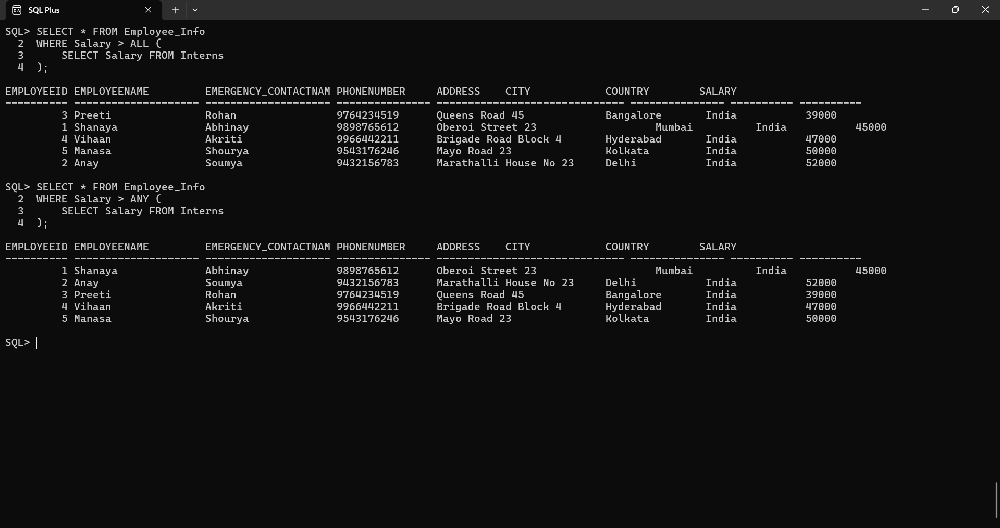 SQL Plus
SQL> SELECT * FROM Employee_Info
  2  WHERE Salary > ALL (
  3      SELECT Salary FROM Interns
  4  );
EMPLOYEEID EMPLOYEENAME         EMERGENCY_CONTACTNAM PHONENUMBER     ADDRESS    CITY            COUNTRY        SALARY
---------- -------------------- -------------------- --------------- ------------------------------ --------------- ---------- ----------
         3 Preeti               Rohan                9764234519      Queens Road 45             Bangalore       India           39000
         1 Shanaya              Abhinay              9898765612      Oberoi Street 23                   Mumbai          India           45000
         4 Vihaan               Akriti               9966442211      Brigade Road Block 4       Hyderabad       India           47000
         5 Manasa               Shourya              9543176246      Mayo Road 23               Kolkata         India           50000
         2 Anay                 Soumya               9432156783      Marathalli House No 23     Delhi           India           52000
SQL> SELECT * FROM Employee_Info
  2  WHERE Salary > ANY (
  3      SELECT Salary FROM Interns
  4  );
EMPLOYEEID EMPLOYEENAME         EMERGENCY_CONTACTNAM PHONENUMBER     ADDRESS    CITY            COUNTRY        SALARY
---------- -------------------- -------------------- --------------- ------------------------------ --------------- ---------- ----------
         1 Shanaya              Abhinay              9898765612      Oberoi Street 23                   Mumbai          India           45000
         2 Anay                 Soumya               9432156783      Marathalli House No 23     Delhi           India           52000
         3 Preeti               Rohan                9764234519      Queens Road 45             Bangalore       India           39000
         4 Vihaan               Akriti               9966442211      Brigade Road Block 4       Hyderabad       India           47000
         5 Manasa               Shourya              9543176246      Mayo Road 23               Kolkata         India           50000
SQL>